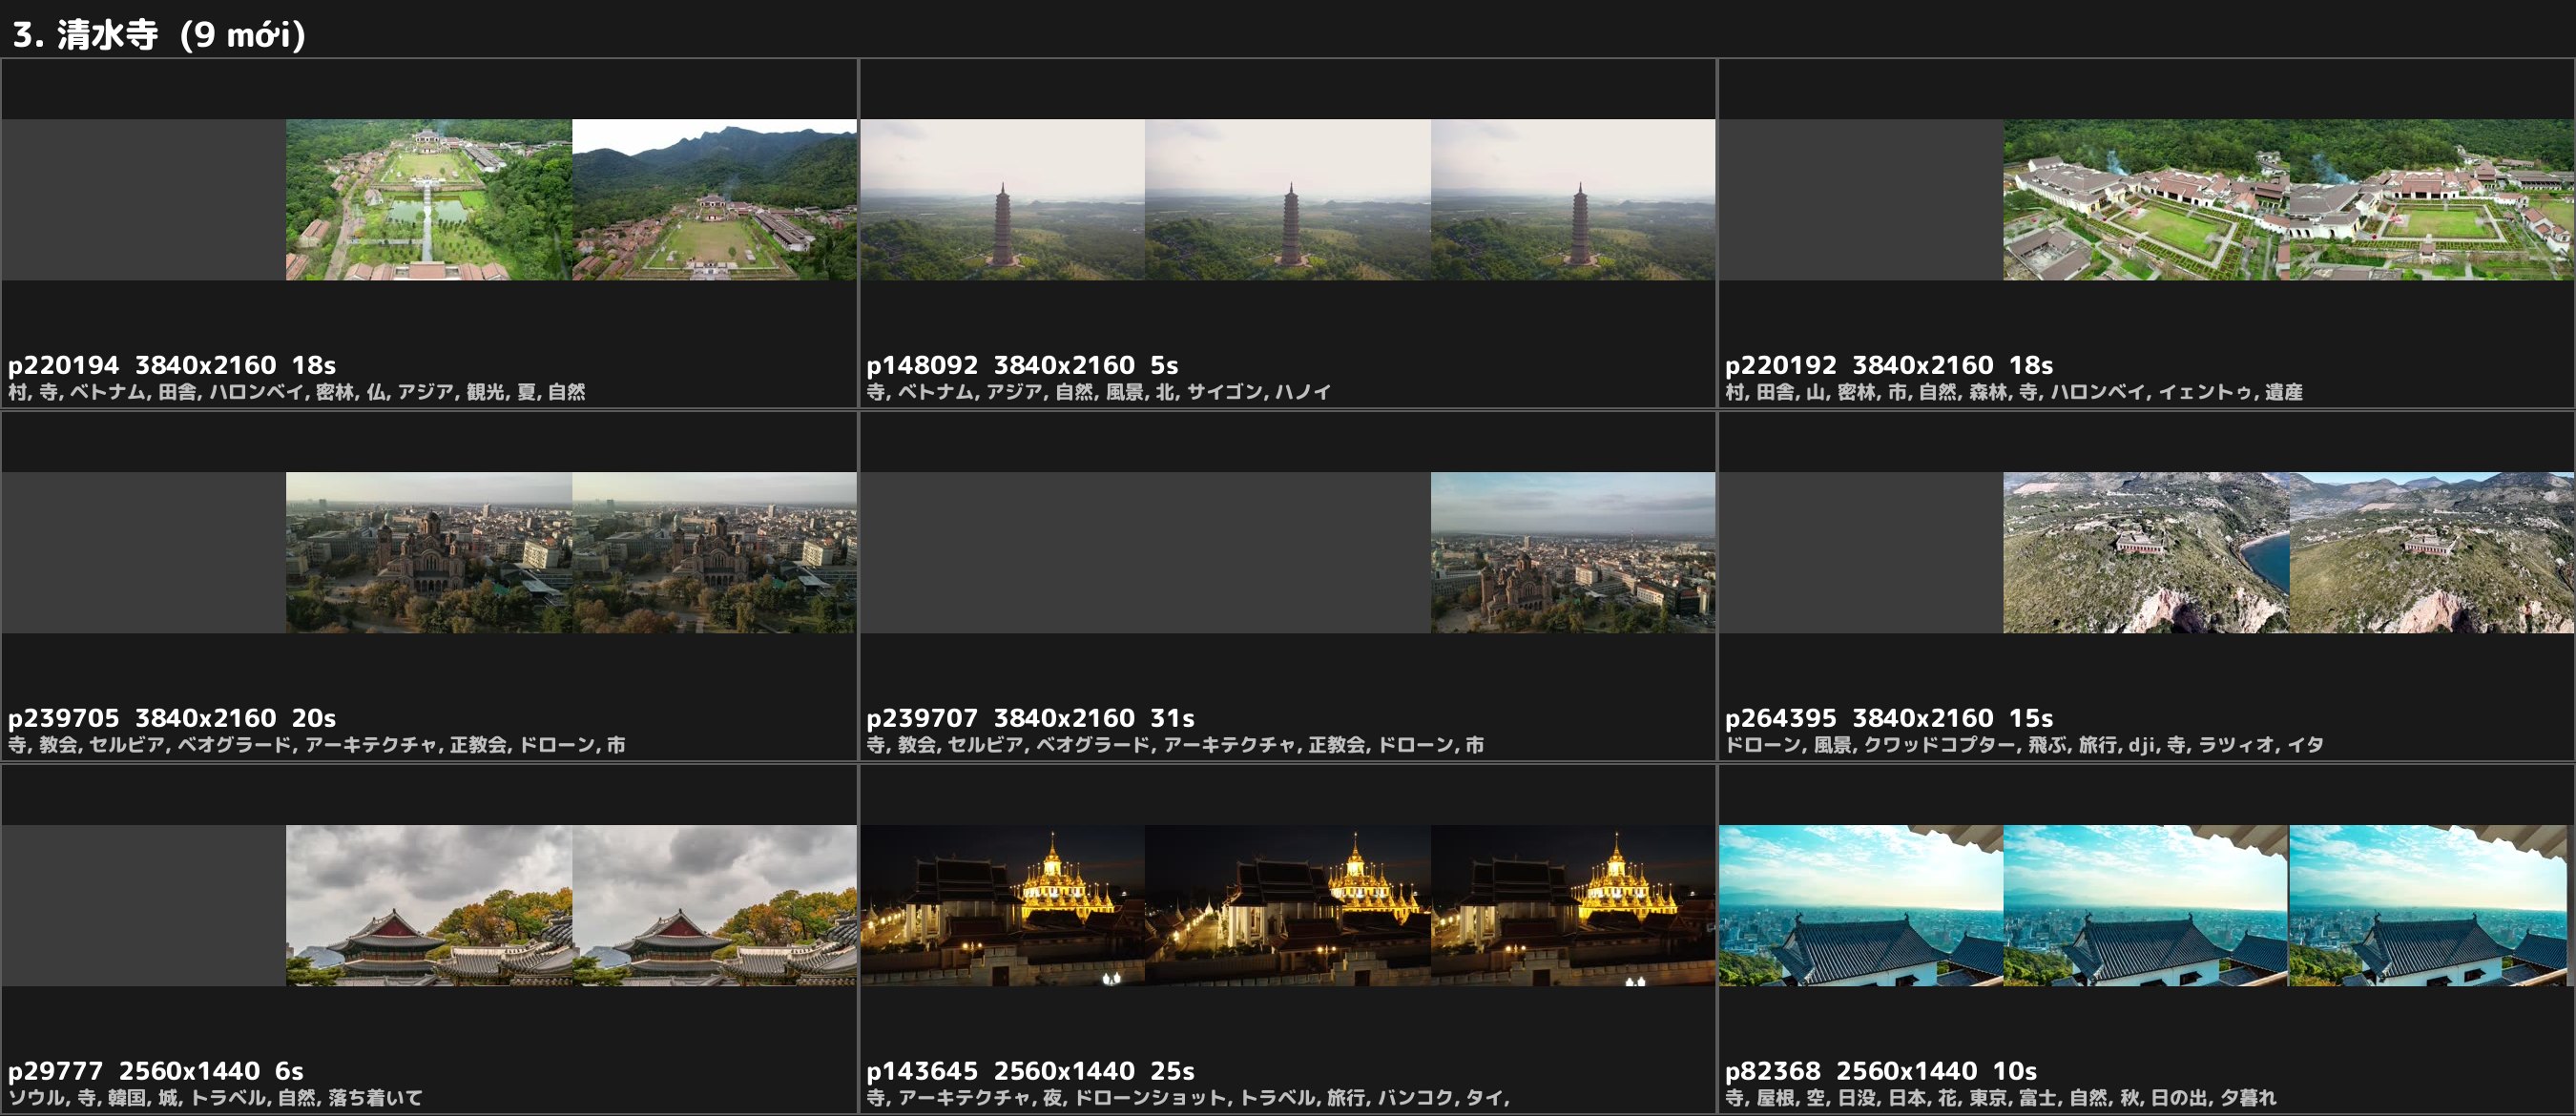 3. 清水寺 (9 mới)
p220194 3840x2160 18s
村, 寺, ベトナム, 田舎, ハロンベイ, 密林, 仏, アジア, 観光, 夏, 自然
p148092 3840x2160 5s
寺, ベトナム, アジア, 自然, 風景, 北, サイゴン, ハノイ
p220192 3840x2160 18s
村, 田舎, 山, 密林, 市, 自然, 森林, 寺, ハロンベイ, イェントゥ, 遺産
p239705 3840x2160 20s
寺, 教会, セルビア, ベオグラード, アーキテクチャ, 正教会, ドローン, 市
p239707 3840x2160 31s
寺, 教会, セルビア, ベオグラード, アーキテクチャ, 正教会, ドローン, 市
p264395 3840x2160 15s
ドローン, 風景, クワッドコプター, 飛ぶ, 旅行, dji, 寺, ラツィオ, イタ
p29777 2560x1440 6s
ソウル, 寺, 韓国, 城, トラベル, 自然, 落ち着いて
p143645 2560x1440 25s
寺, アーキテクチャ, 夜, ドローンショット, トラベル, 旅行, バンコク, タイ,
p82368 2560x1440 10s
寺, 屋根, 空, 日没, 日本, 花, 東京, 富士, 自然, 秋, 日の出, 夕暮れ